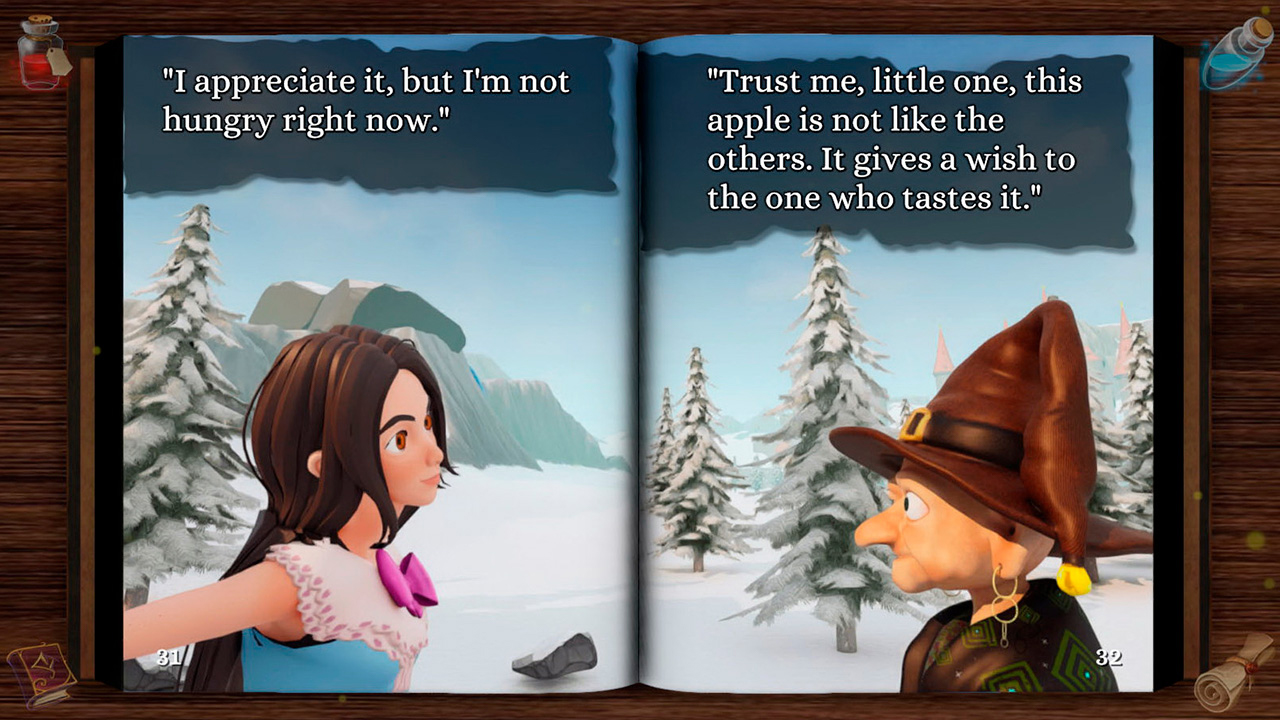 "I appreciate it, but I'm not
hungry right now."
31
"Trust me, little one, this
apple is not like the
others. It gives a wish to
the one who tastes it."
32